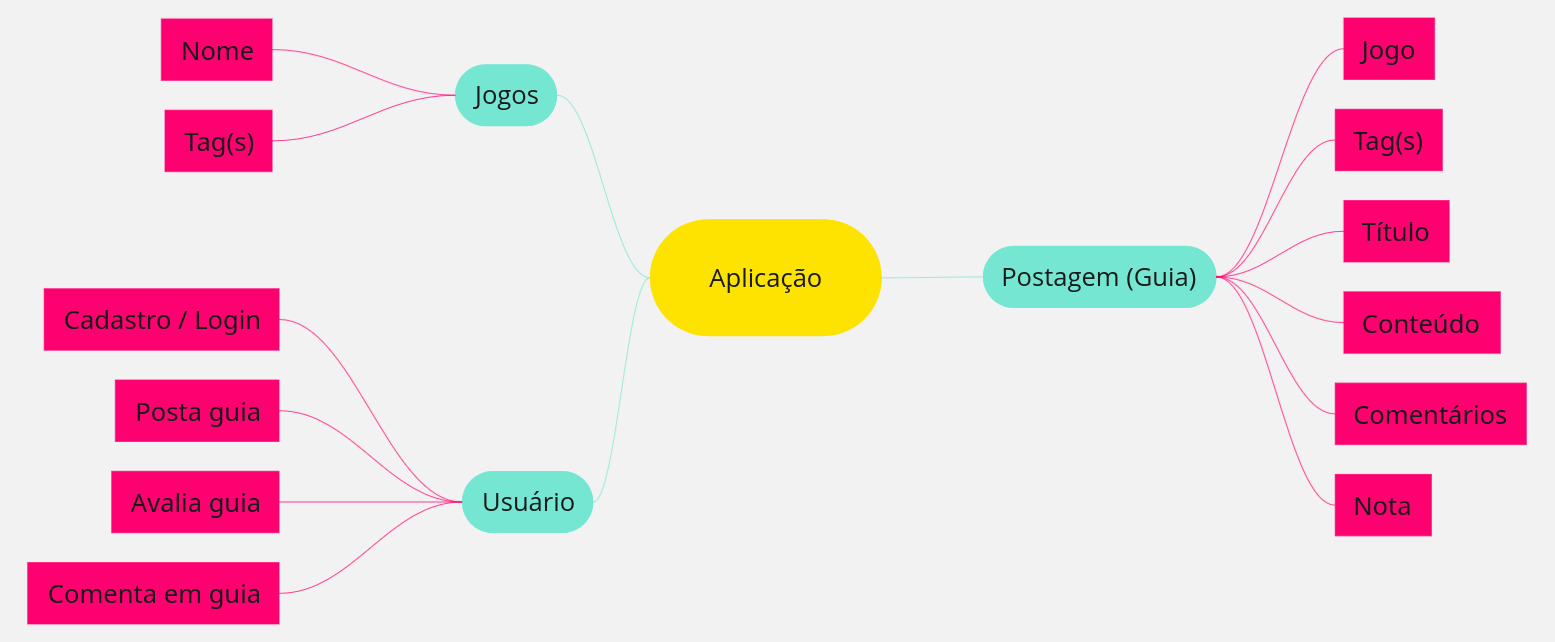 Nome
Tag(s)
Jogos
Cadastro / Login
Posta guia
Avalia guia
Comenta em guia
Usuário
Aplicação
Postagem (Guia)
Jogo
Tag(s)
Título
Conteúdo
Comentários
Nota